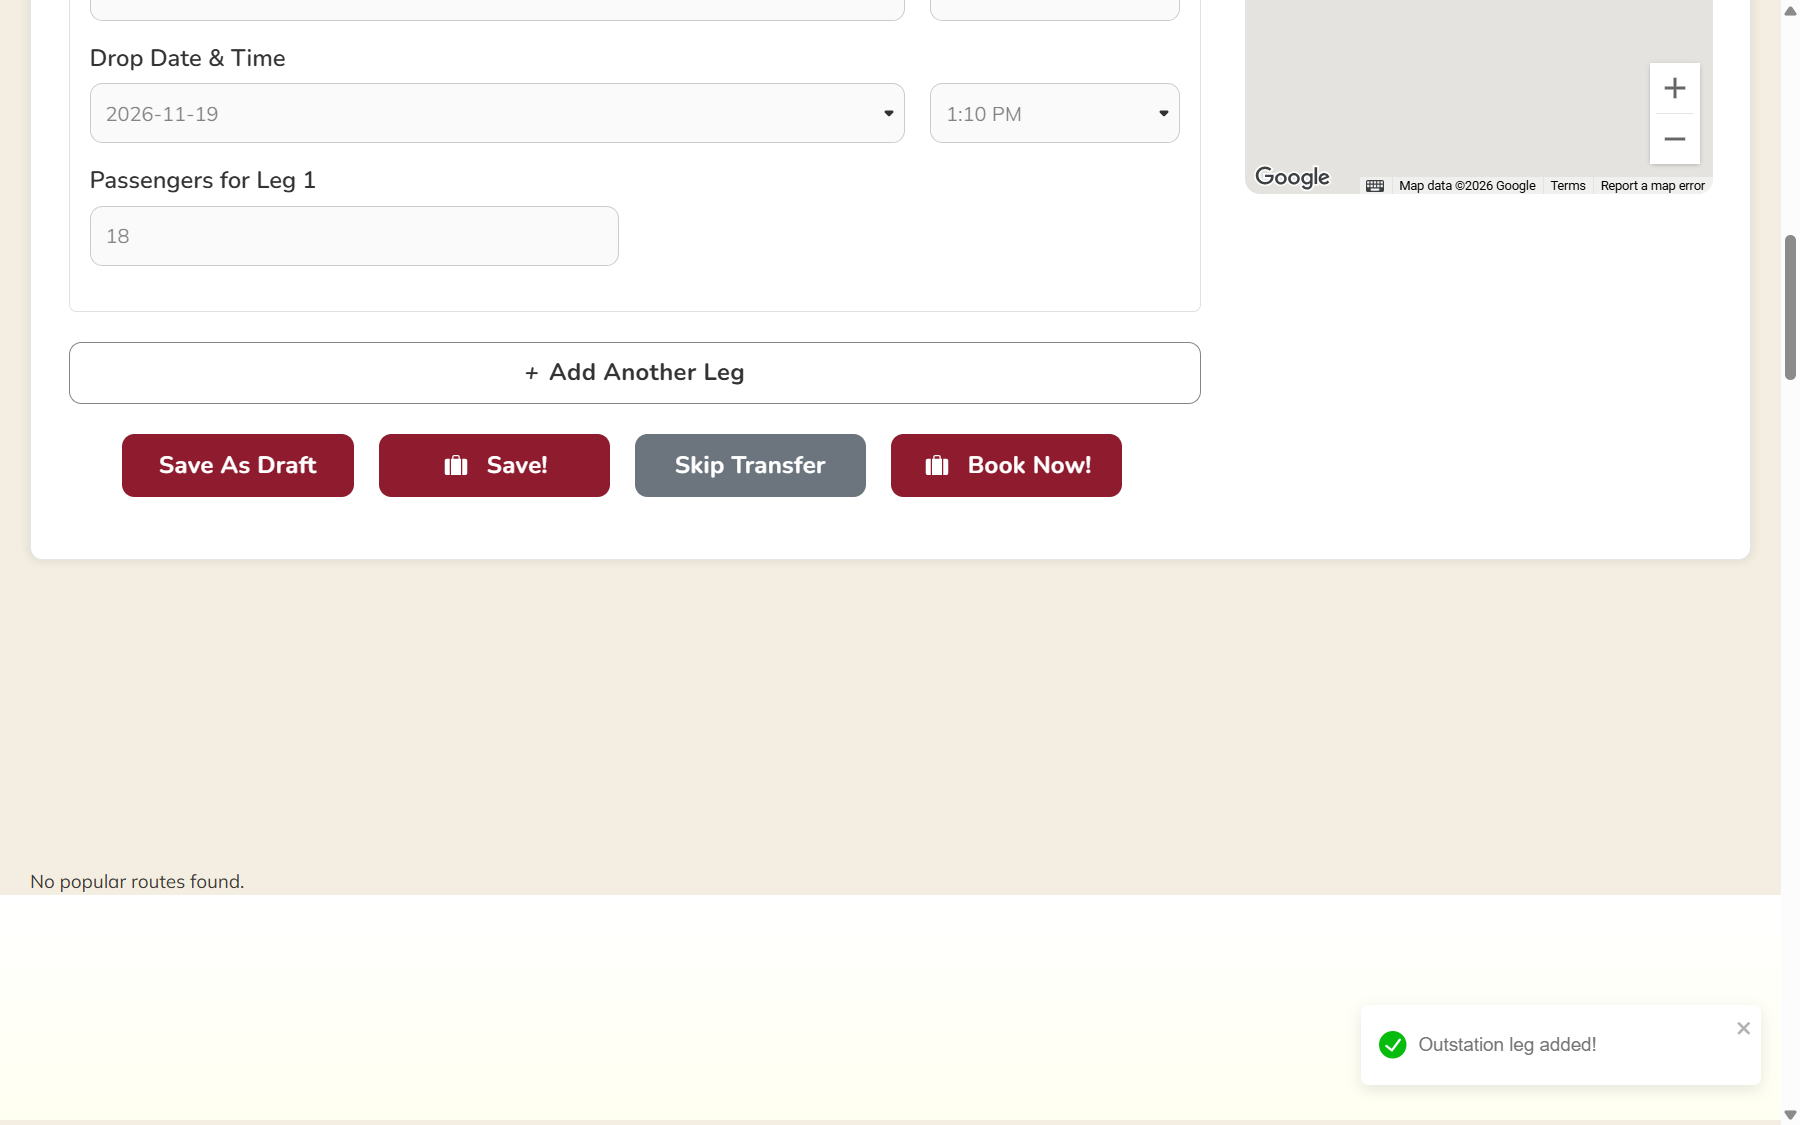 Drop Date & Time
2026-11-19
1:10 PM
Passengers for Leg 1
18
+ Add Another Leg
Save As Draft
Save!
Skip Transfer
Book Now!
Google
Map data ©2026 Google
Terms
Report a map error
No popular routes found.
Outstation leg added!